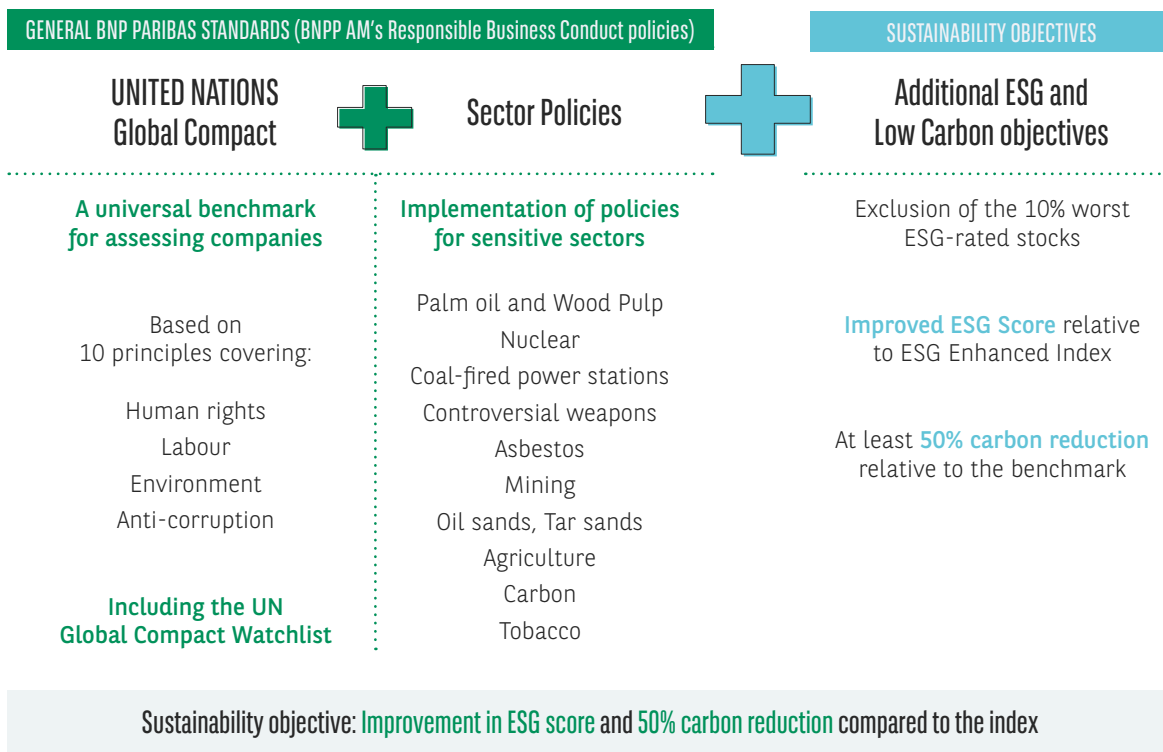 GENERAL BNP PARIBAS STANDARDS (BNPP AM's Responsible Business Conduct policies)
UNITED NATIONS
Global Compact
Sector Policies
A universal benchmark
for assessing companies
Based on
10 principles covering:
Human rights
Labour
Environment
Anti-corruption
Including the UN
Global Compact Watchlist
Implementation of policies
for sensitive sectors
Palm oil and Wood Pulp
Nuclear
Coal-fired power stations
Controversial weapons
Asbestos
Mining
Oil sands, Tar sands
Agriculture
Carbon
Tobacco
SUSTAINABILITY OBJECTIVES
Additional ESG and
Low Carbon objectives
Exclusion of the 10% worst
ESG-rated stocks
Improved ESG Score relative
to ESG Enhanced Index
At least 50% carbon reduction
relative to the benchmark
Sustainability objective: Improvement in ESG score and 50% carbon reduction compared to the index